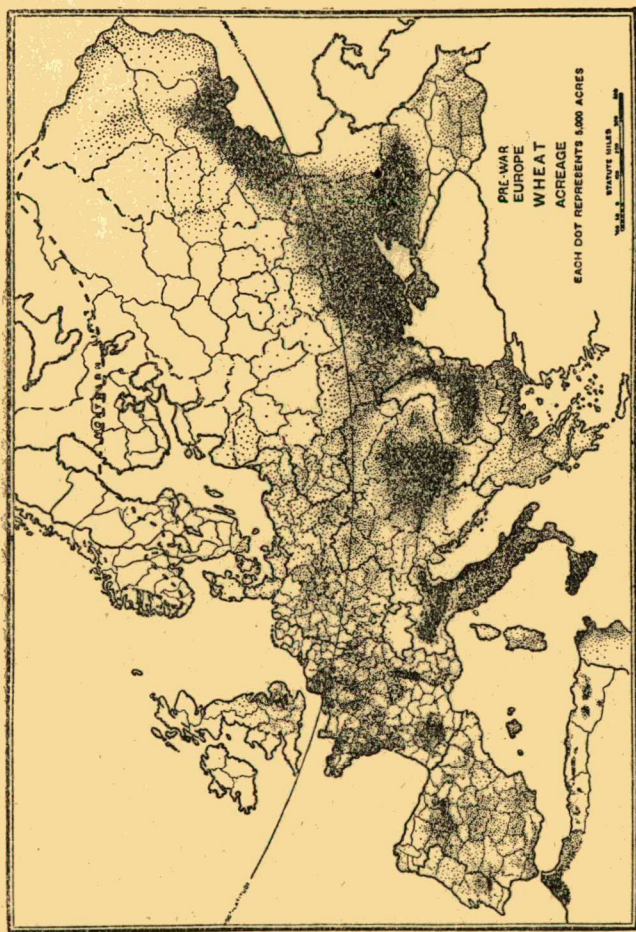 PRE-WAR
EUROPE
WHEAT
ACREAGE
EACH DOT REPRESENTS 5,000 ACRES
STATUTE MILES